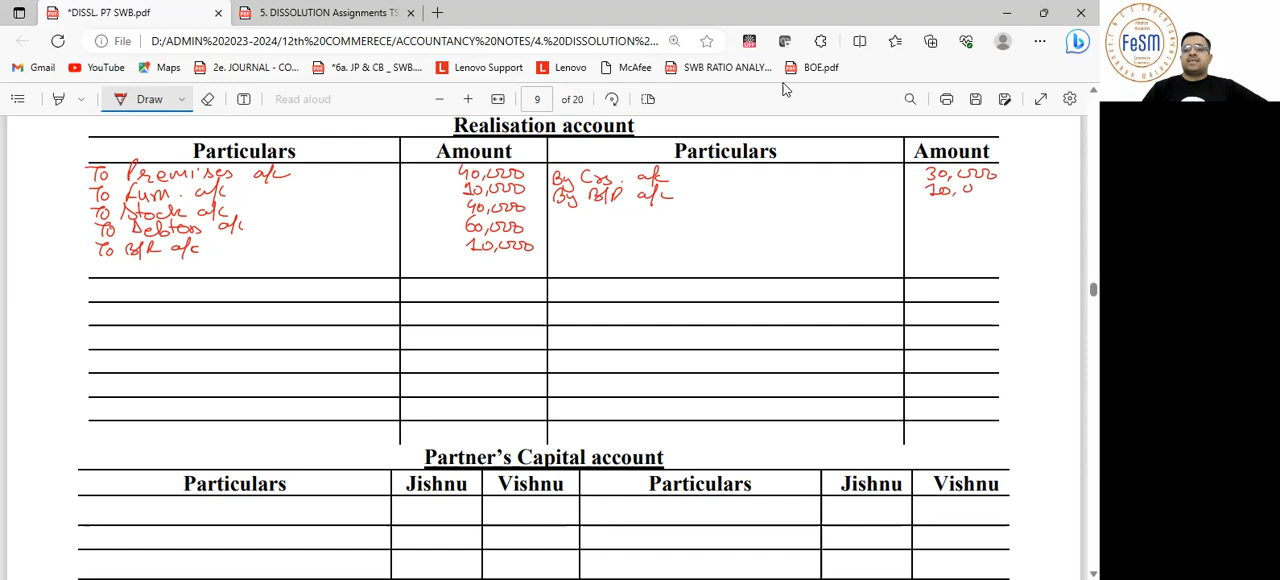 *DISSL. P7 SWB.pdf
5. DISSOLUTION Assignments TS
File
D:/ADMIN%202023-2024/12th%20COMMERECE/ACCOUNTANCY%20NOTES/4.%20DISSOLUTION%...
Gmail
YouTube
Maps
2e. JOURNAL - CO...
*6a. JP & SCB _ SWB....
Lenovo Support
Lenovo
McAfee
SWB RATIO ANALY...
BOE.pdf
Draw
Read aloud
9 of 20
FeSM
Realisation account
Particulars Amount Particulars Amount
To Premises a/c 40,000 By Crs. a/c 30,000
To Furn. a/c 10,000 By B/P a/c 10,0
To Stock a/c 40,000
To Debtors a/c 60,000
To B/R a/c 10,000
Partner's Capital account
Particulars Jishnu Vishnu Particulars Jishnu Vishnu